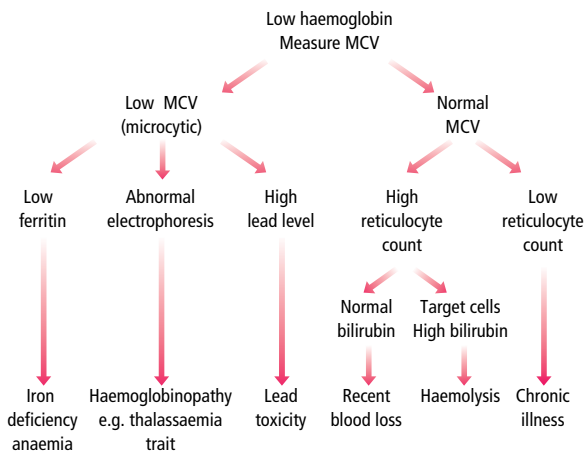 Low haemoglobin
Measure MCV
Low MCV
(microcytic)
Normal
MCV
Low
ferritin
Abnormal
electrophoresis
High
lead level
High
reticulocyte
count
Low
reticulocyte
count
Normal
bilirubin
Target cells
High bilirubin
Iron
deficiency
anaemia
Haemoglobinopathy
e.g. thalassaemia
trait
Lead
toxicity
Recent
blood loss
Haemolysis
Chronic
illness